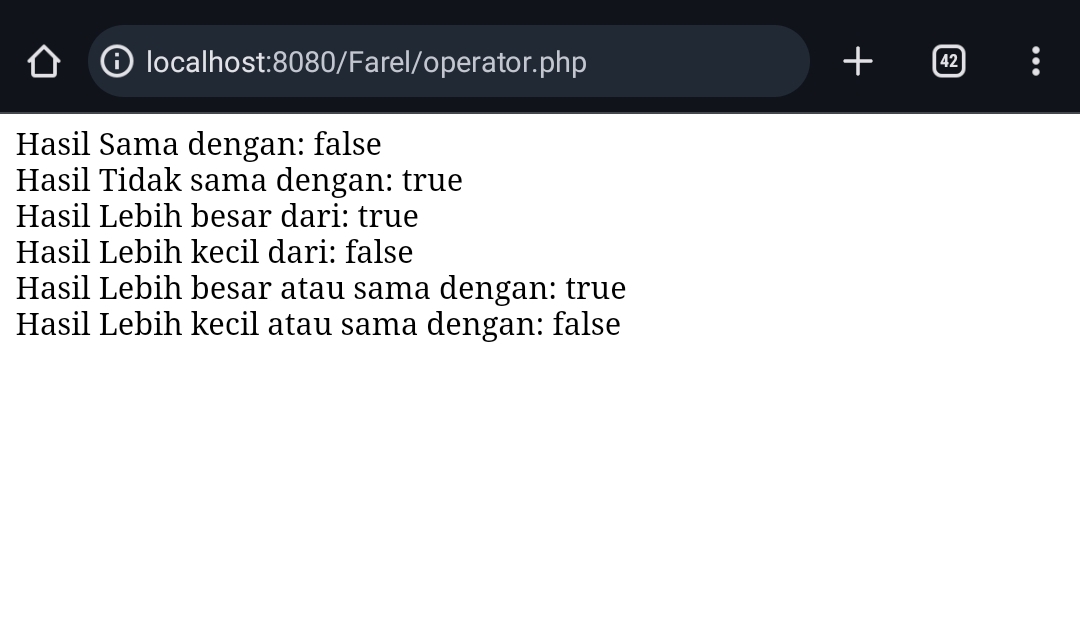 localhost:8080/Farel/operator.php
42
Hasil Sama dengan: false
Hasil Tidak sama dengan: true
Hasil Lebih besar dari: true
Hasil Lebih kecil dari: false
Hasil Lebih besar atau sama dengan: true
Hasil Lebih kecil atau sama dengan: false